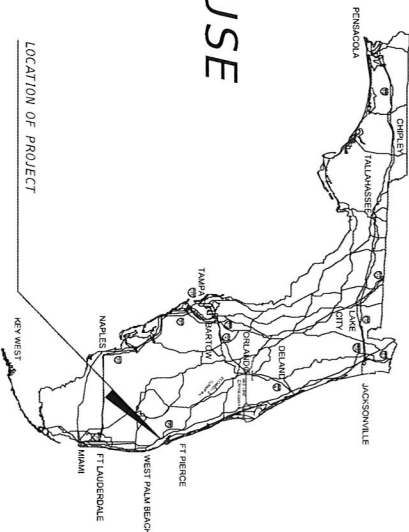 USE
PENSACOLA
CHIPLEY
TALLAHASSEE
LAKE
CITY
JACKSONVILLE
DELAND
ORLANDO
TAMPA
BARTOW
FT PIERCE
WEST PALM BEACH
NAPLES
FT LAUDERDALE
MIAMI
KEY WEST
LOCATION OF PROJECT